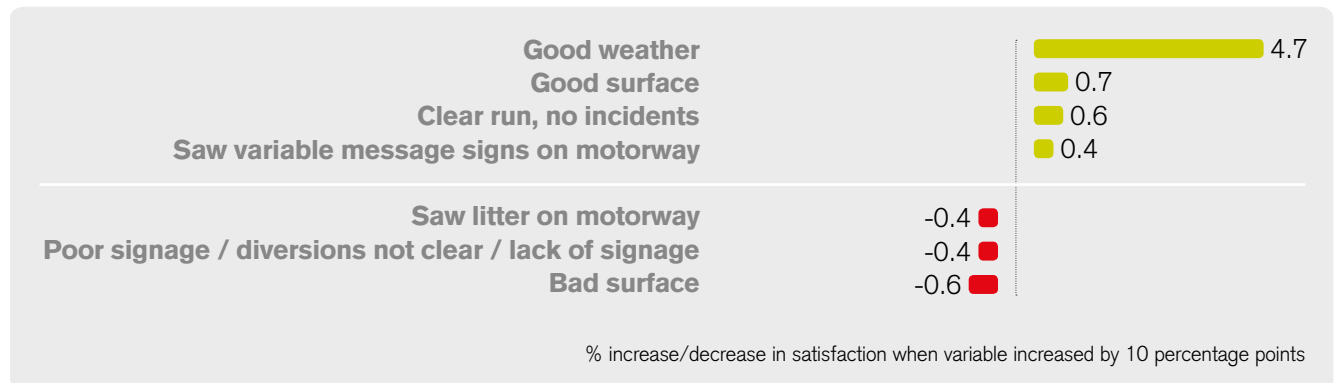 Good weather 4.7
Good surface 0.7
Clear run, no incidents 0.6
Saw variable message signs on motorway 0.4
Saw litter on motorway -0.4
Poor signage / diversions not clear / lack of signage -0.4
Bad surface -0.6
% increase/decrease in satisfaction when variable increased by 10 percentage points